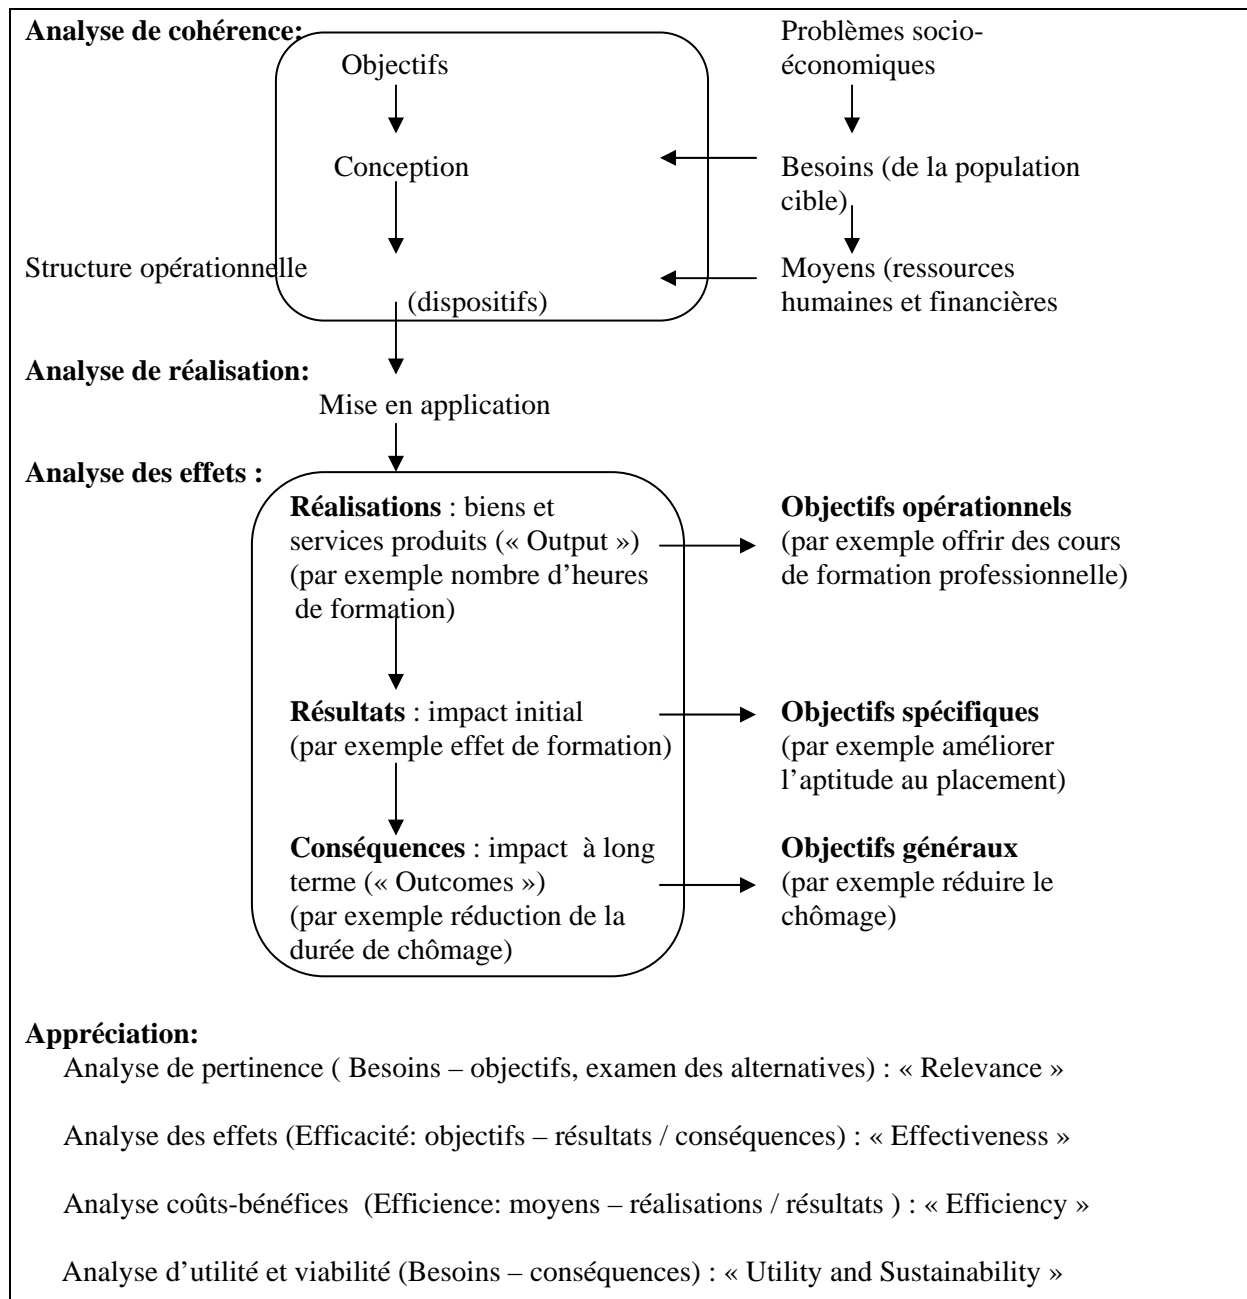 Analyse de cohérence:
Objectifs
Conception
Structure opérationnelle
(dispositifs)
Problèmes socio-
économiques
Besoins (de la population
cible)
Moyens (ressources
humaines et financières
Analyse de réalisation:
Mise en application
Analyse des effets :
Réalisations : biens et
services produits (« Output »)
(par exemple nombre d’heures
de formation)
Objectifs opérationnels
(par exemple offrir des cours
de formation professionnelle)
Résultats : impact initial
(par exemple effet de formation)
Objectifs spécifiques
(par exemple améliorer
l’aptitude au placement)
Conséquences : impact à long
terme (« Outcomes »)
(par exemple réduction de la
durée de chômage)
Objectifs généraux
(par exemple réduire le
chômage)
Appréciation:
Analyse de pertinence ( Besoins – objectifs, examen des alternatives) : « Relevance »
Analyse des effets (Efficacité: objectifs – résultats / conséquences) : « Effectiveness »
Analyse coûts-bénéfices (Efficience: moyens – réalisations / résultats ) : « Efficiency »
Analyse d’utilité et viabilité (Besoins – conséquences) : « Utility and Sustainability »